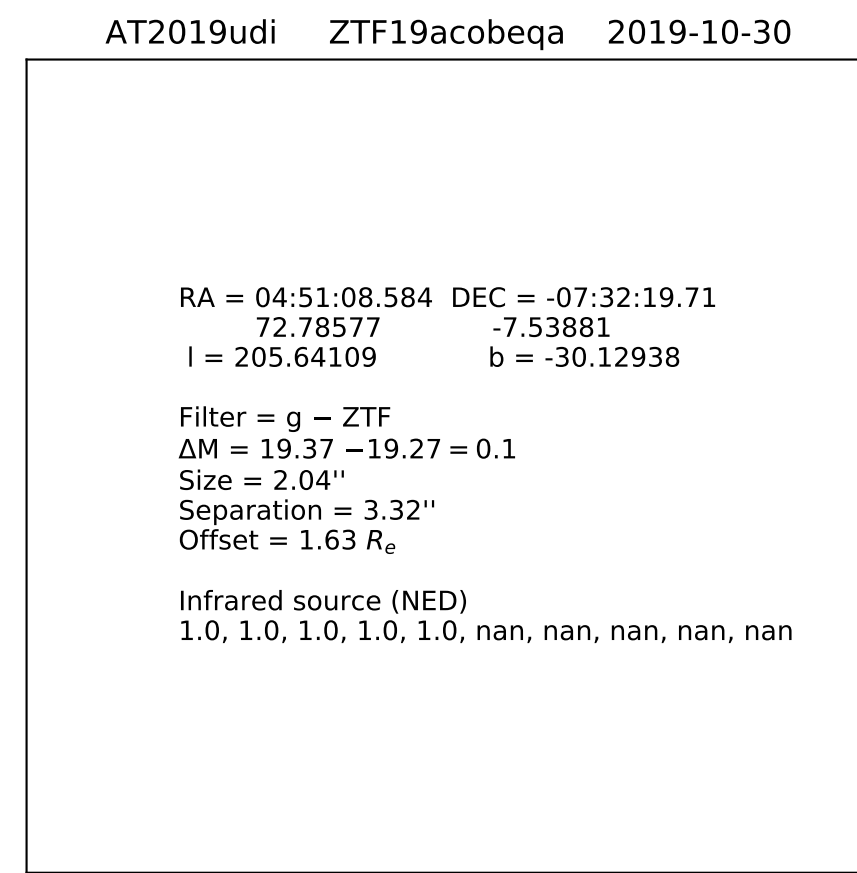 AT2019udi ZTF19acobeqa 2019-10-30
RA = 04:51:08.584 DEC = -07:32:19.71
72.78577 -7.53881
l = 205.64109 b = -30.12938
Filter = g − ZTF
ΔM = 19.37 −19.27 = 0.1
Size = 2.04''
Separation = 3.32''
Offset = 1.63 Rₑ
Infrared source (NED)
1.0, 1.0, 1.0, 1.0, 1.0, nan, nan, nan, nan, nan